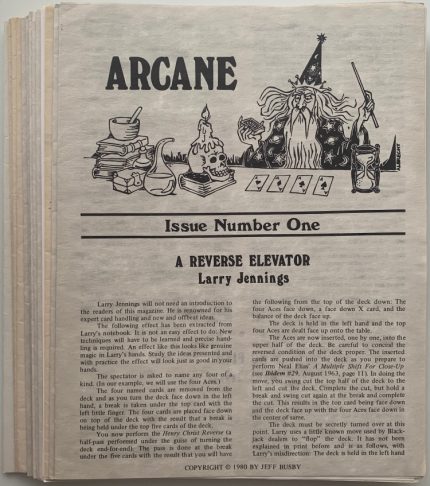 ARCANE
Issue Number One
A REVERSE ELEVATOR
Larry Jennings
Larry Jennings will not need an introduction to
the readers of this magazine. He is renowned for his
expert card handling and new and offbeat ideas.
The following effect has been extracted from
Larry's notebook. It is not an easy effect to do. New
techniques will have to be learned and precise hand-
ling is required. An effect like this looks like genuine
magic in Larry's hands. Study the ideas presented and
with practice the effect will look just as good in your
hands.
The spectator is asked to name any four of a
kind. (In our example, we will use the four Aces.)
The four named cards are removed from the
deck and as you turn the deck face down in the left
hand, a break is taken under the top card with the
left little finger. The four cards are placed face down
on top of the deck with the result that a break is
being held under the top five cards of the deck.
You now perform the Henry Christ Reverse (a
half-pass performed under the guise of turning the
deck end-for-end). The pass is done at the break
under the five cards with the result that you will have
the following from the top of the deck down: The
four Aces face down, a face down X card, and the
balance of the deck face up.
The deck is held in the left hand and the top
four Aces are dealt face up onto the table.
The Aces are now inserted, one by one, into the
upper half of the deck. Be careful to conceal the
reversed condition of the deck proper. The inserted
cards are pushed into the deck as you prepare to
perform Neal Elias' A Multiple Shift For Close-Up
(see Ibidem #29, August 1963, page 11). In doing the
move, you swing cut the top half of the deck to the
left and cut the deck. Complete the cut, but hold a
break and swing cut again at the break and complete
the cut. This results in the top card being face down
and the deck face up with the four Aces face down in
the center of same.
The deck must be secretly turned over at this
point. Larry uses a little known move used by Black-
jack dealers to "flop" the deck. It has not been
explained in print before and is as follows, with
Larry's misdirection: The deck is held in the left hand
COPYRIGHT © 1980 BY JEFF BUSBY